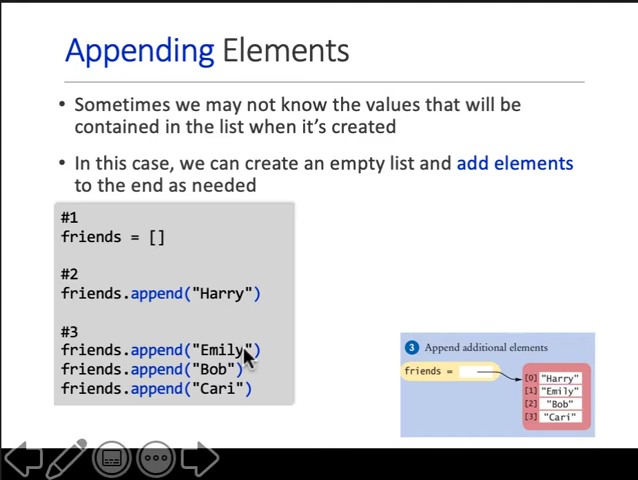 Appending Elements
• Sometimes we may not know the values that will be
contained in the list when it's created
• In this case, we can create an empty list and add elements
to the end as needed
#1
friends = []
#2
friends.append("Harry")
#3
friends.append("Emily")
friends.append("Bob")
friends.append("Cari")
3 Append additional elements
friends =
[0] "Harry"
[1] "Emily"
[2] "Bob"
[3] "Cari"